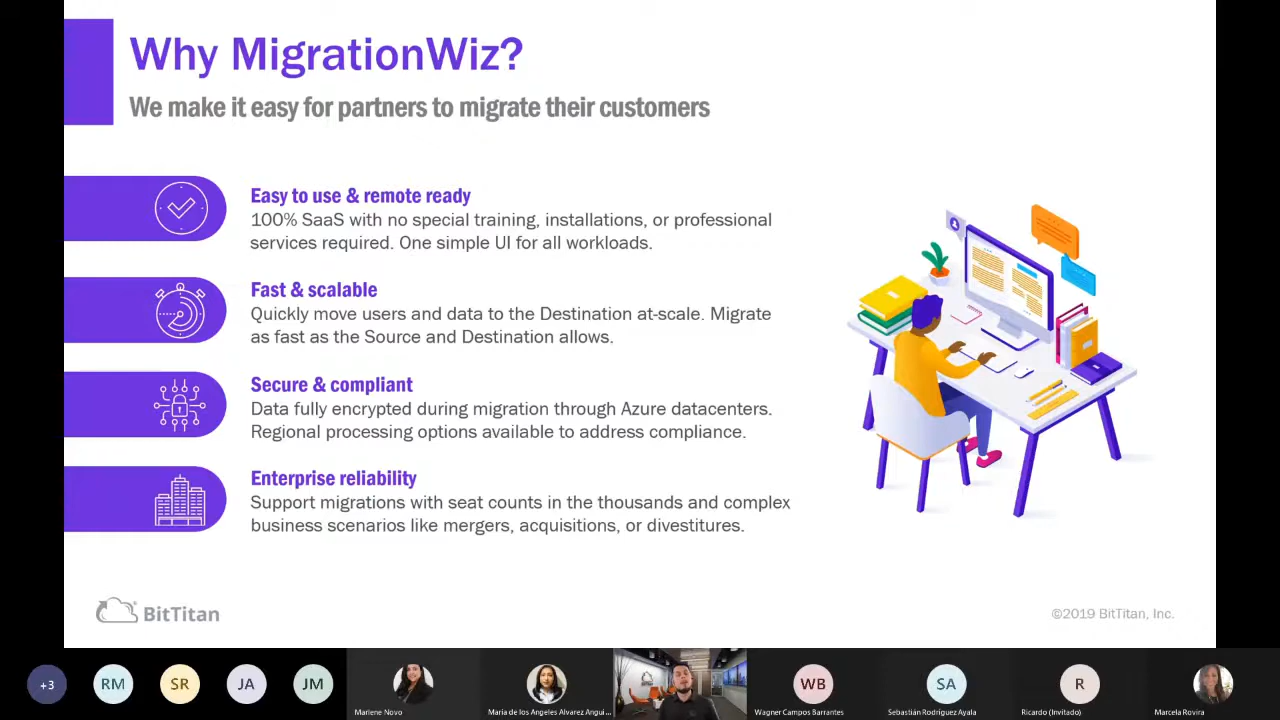 Why MigrationWiz?
We make it easy for partners to migrate their customers
Easy to use & remote ready
100% SaaS with no special training, installations, or professional
services required. One simple UI for all workloads.
Fast & scalable
Quickly move users and data to the Destination at-scale. Migrate
as fast as the Source and Destination allows.
Secure & compliant
Data fully encrypted during migration through Azure datacenters.
Regional processing options available to address compliance.
Enterprise reliability
Support migrations with seat counts in the thousands and complex
business scenarios like mergers, acquisitions, or divestitures.
BitTitan
©2019 BitTitan, Inc.
+3
RM
SR
JA
JM
WB
SA
R
Marlene Novo
María de los Angeles Alvarez Angui ...
Wagner Campos Barrantes
Sebastián Rodríguez Ayala
Ricardo (Invitado)
Marcela Rovira